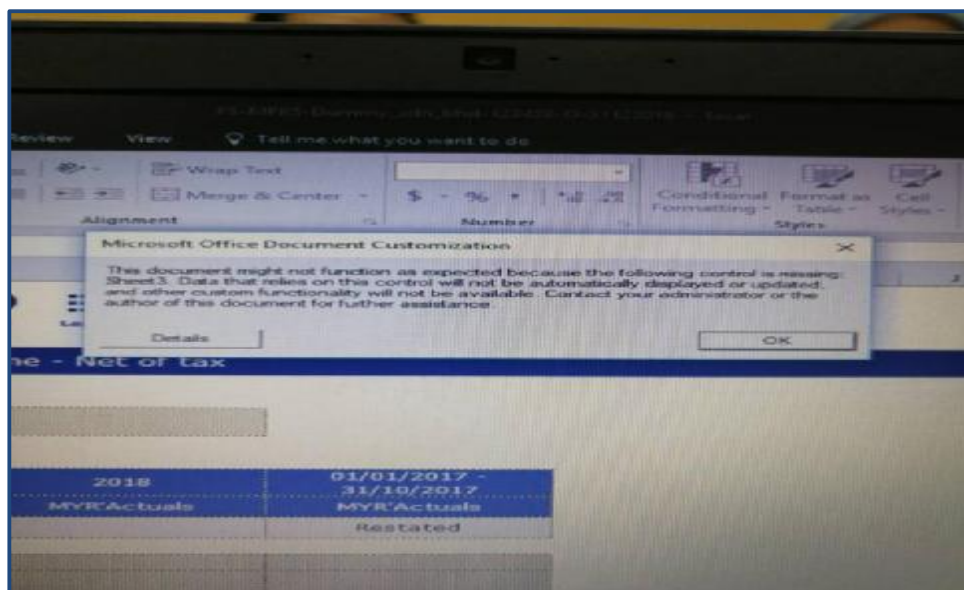 Review View Tell me what you want to do
Wrap Text
Merge & Center $ % Conditional Format as Cell
Formatting Table Styles
Alignment Number Styles
Microsoft Office Document Customization
This document might not function as expected because the following control is missing:
Sheet3. Data that relies on this control will not be automatically displayed or updated,
and other custom functionality will not be available. Contact your administrator or the
author of this document for further assistance.
Details OK
- Net of tax
2018 01/01/2017 -
31/10/2017
MYR'Actuals MYR'Actuals
Restated